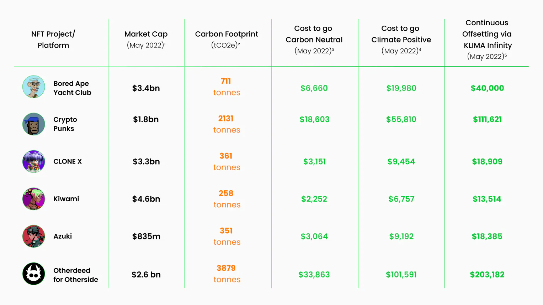 NFT Project/
Platform
Market Cap
(May 2022)
Carbon Footprint
(tCO2e)²
Cost to go
Carbon Neutral
(May 2022)³
Cost to go
Climate Positive
(May 2022)⁴
Continuous
Offsetting via
KUMA Infinity
(May 2022)⁵
Bored Ape
Yacht Club
$3.4bn
711
tonnes
$6,660
$19,980
$40,000
Crypto
Punks
$1.8bn
2131
tonnes
$18,603
$55,810
$111,621
CLONE X
$3.3bn
361
tonnes
$3,151
$9,454
$18,909
Kiwami
$4.6bn
258
tonnes
$2,252
$6,757
$13,514
Azuki
$835m
351
tonnes
$3,064
$9,192
$18,385
Otherdeed
for Otherside
$2.6 bn
3879
tonnes
$33,863
$101,591
$203,182